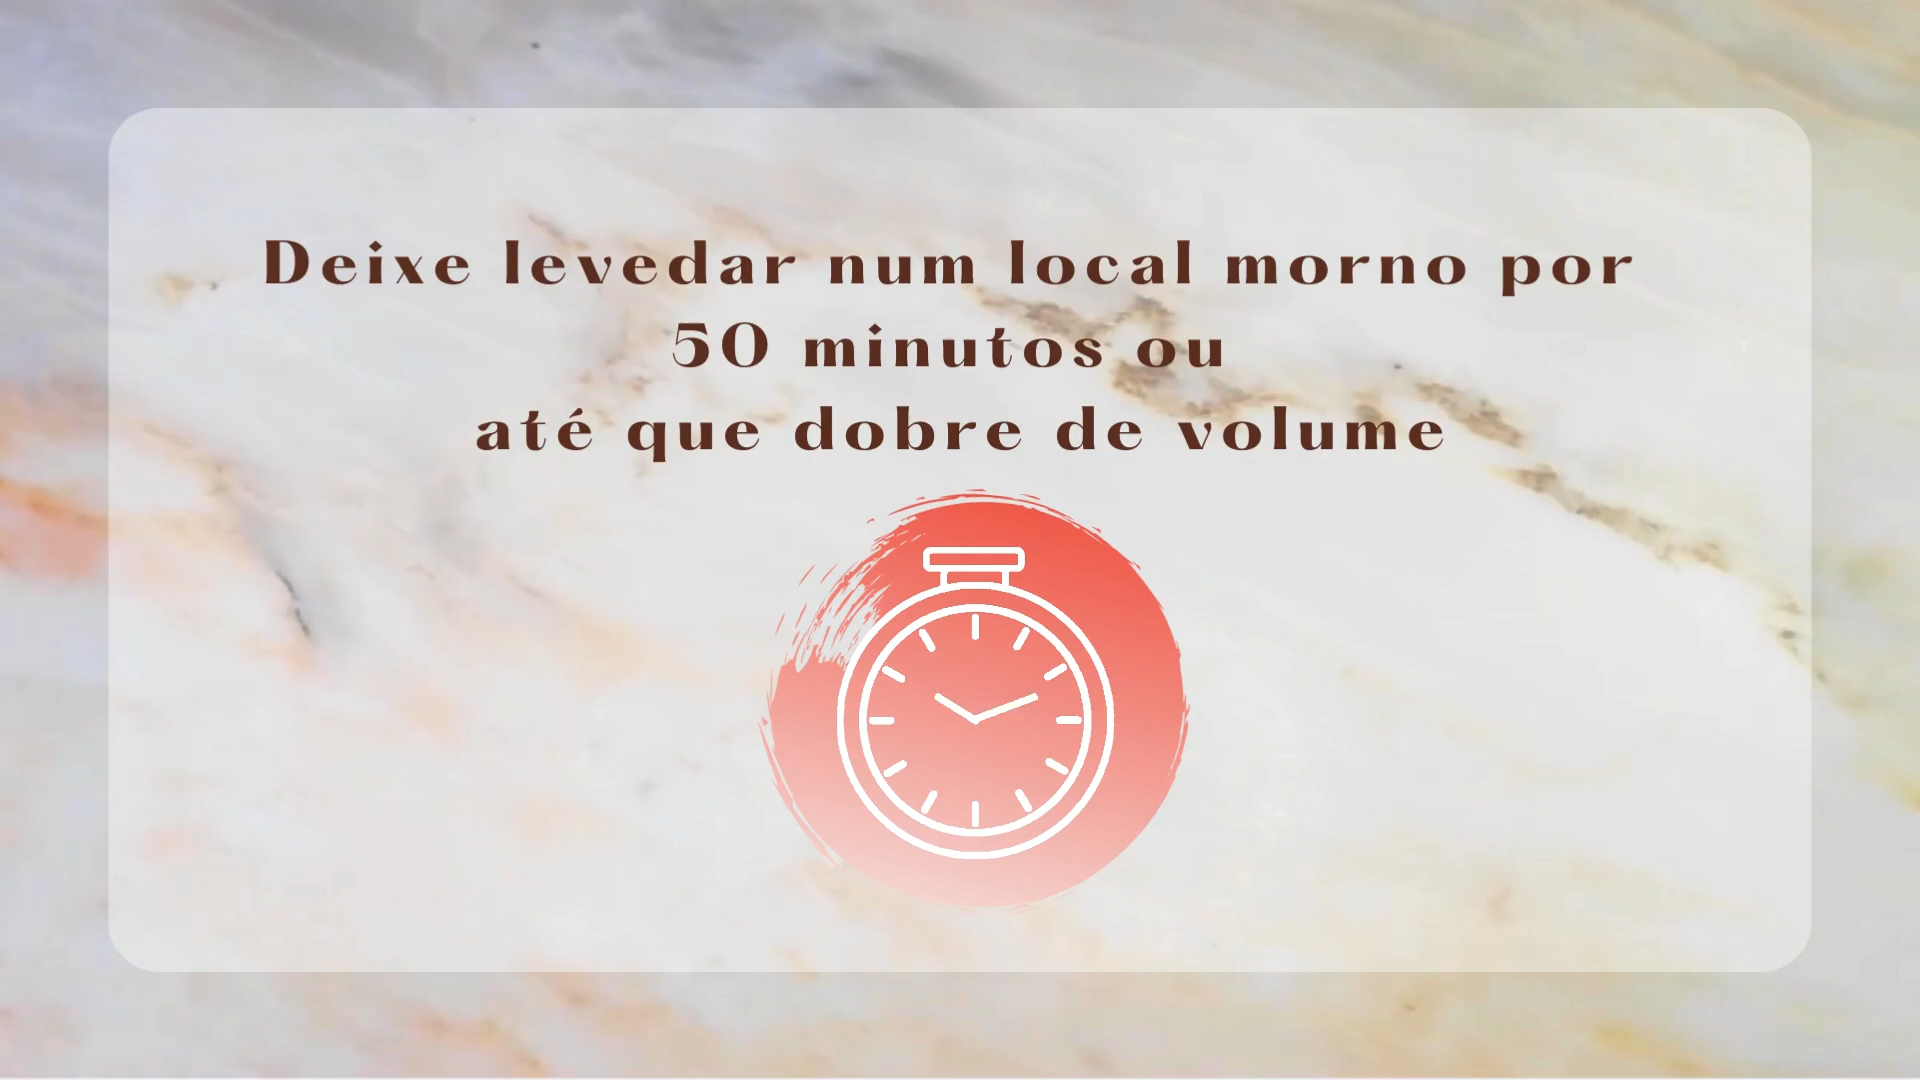 Deixe levedar num local morno por
50 minutos ou
até que dobre de volume